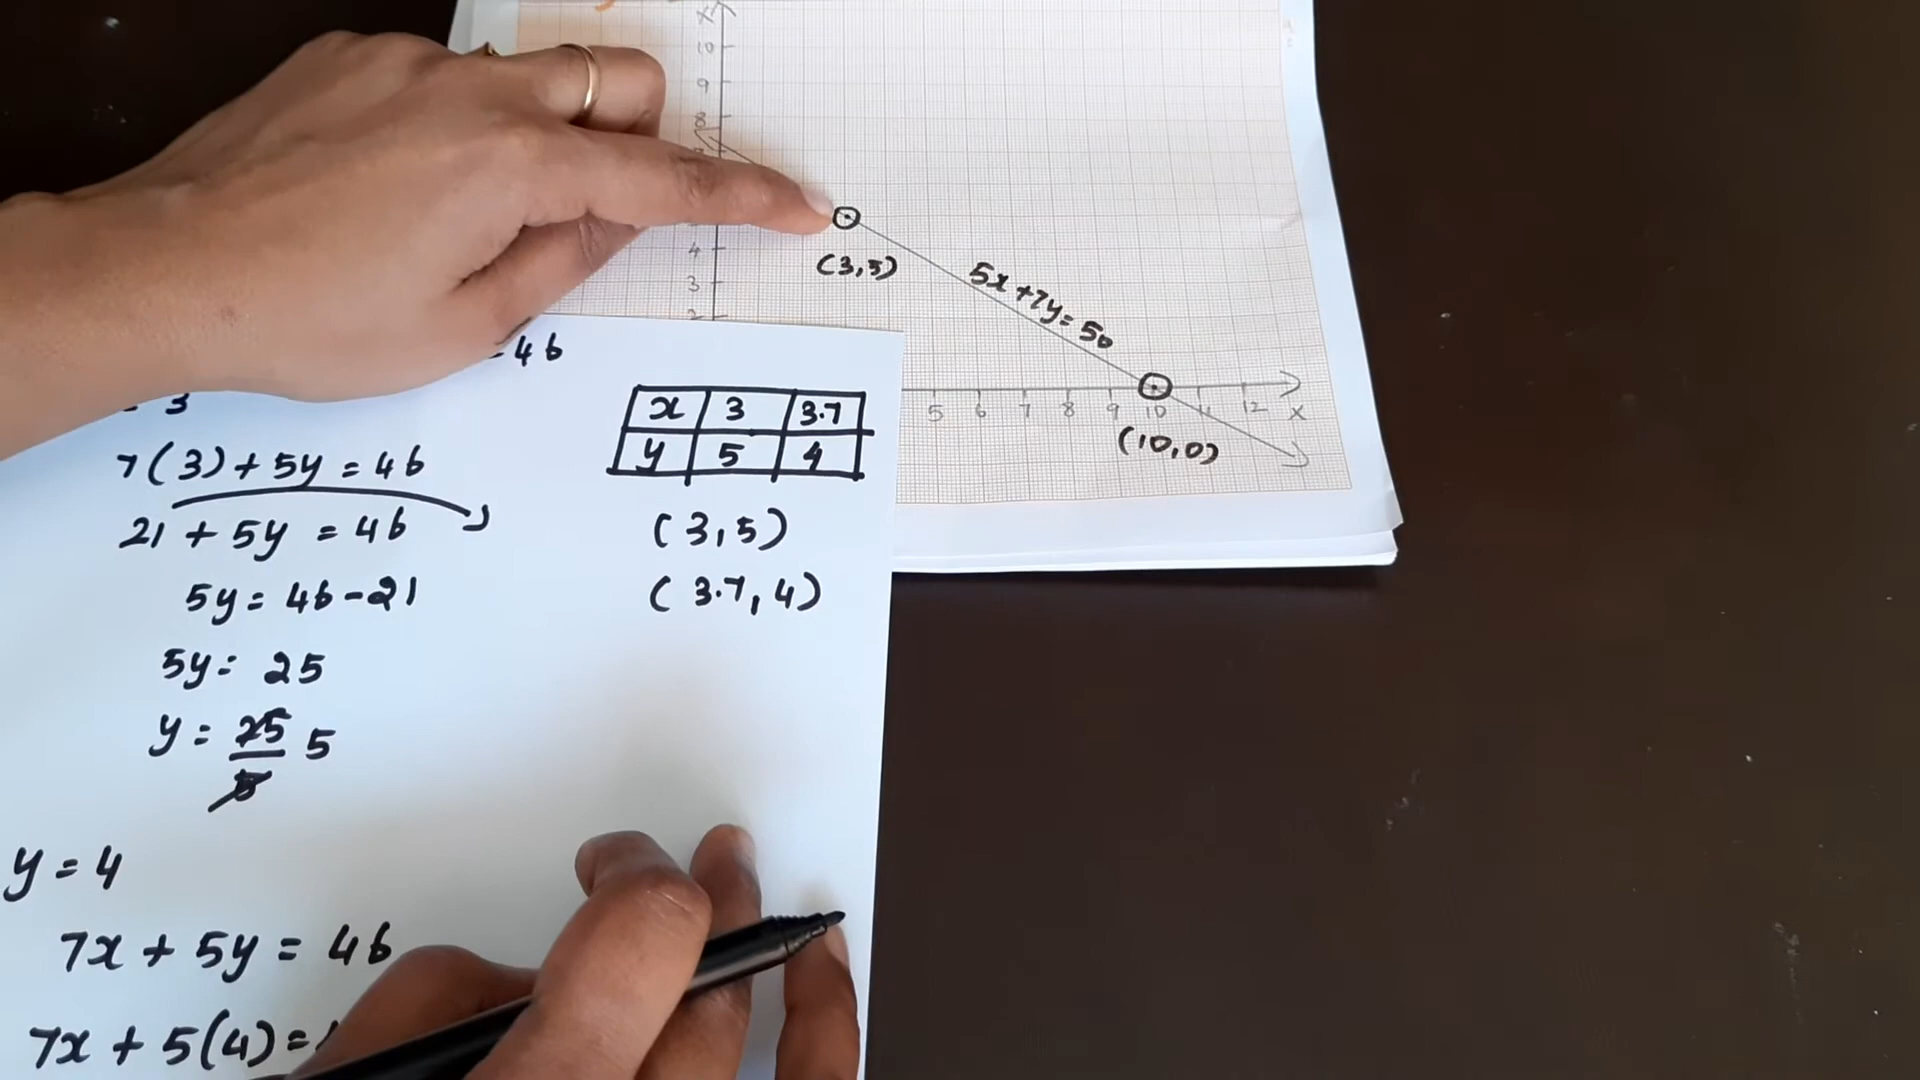 X
10
9
8
4
3
2
(3,5)
5x+7y=50
5 6 7 8 9 10 11 12 X
(10,0)
46
= 3
7(3)+5y=46
21+5y=46
5y=46-21
5y=25
y=25/5 5
y=4
7x+5y=46
7x+5(4)=
x 3 3.7
y 5 4
(3,5)
(3.7,4)